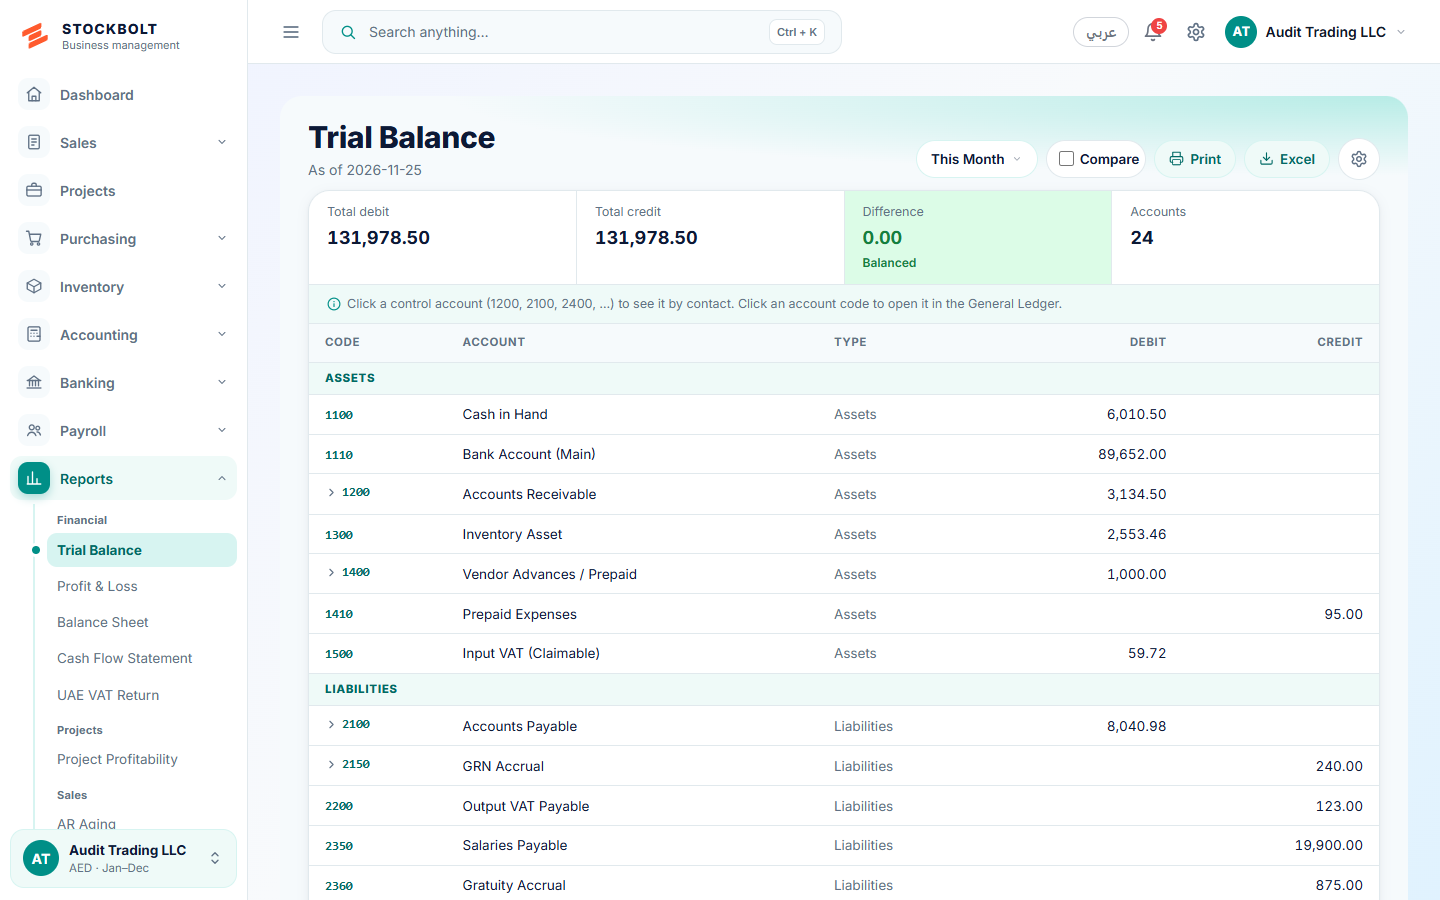 STOCKBOLT
Business management
Search anything...
Ctrl + K
عربي
5
AT
Audit Trading LLC
Dashboard
Sales
Projects
Purchasing
Inventory
Accounting
Banking
Payroll
Reports
Financial
Trial Balance
Profit & Loss
Balance Sheet
Cash Flow Statement
UAE VAT Return
Projects
Project Profitability
Sales
AR Aging
AT
Audit Trading LLC
AED · Jan–Dec
Trial Balance
As of 2026-11-25
This Month
Compare
Print
Excel
Total debit
131,978.50
Total credit
131,978.50
Difference
0.00
Balanced
Accounts
24
Click a control account (1200, 2100, 2400, ...) to see it by contact. Click an account code to open it in the General Ledger.
CODE ACCOUNT TYPE DEBIT CREDIT
ASSETS
1100 Cash in Hand Assets 6,010.50
1110 Bank Account (Main) Assets 89,652.00
1200 Accounts Receivable Assets 3,134.50
1300 Inventory Asset Assets 2,553.46
1400 Vendor Advances / Prepaid Assets 1,000.00
1410 Prepaid Expenses Assets 95.00
1500 Input VAT (Claimable) Assets 59.72
LIABILITIES
2100 Accounts Payable Liabilities 8,040.98
2150 GRN Accrual Liabilities 240.00
2200 Output VAT Payable Liabilities 123.00
2350 Salaries Payable Liabilities 19,900.00
2360 Gratuity Accrual Liabilities 875.00